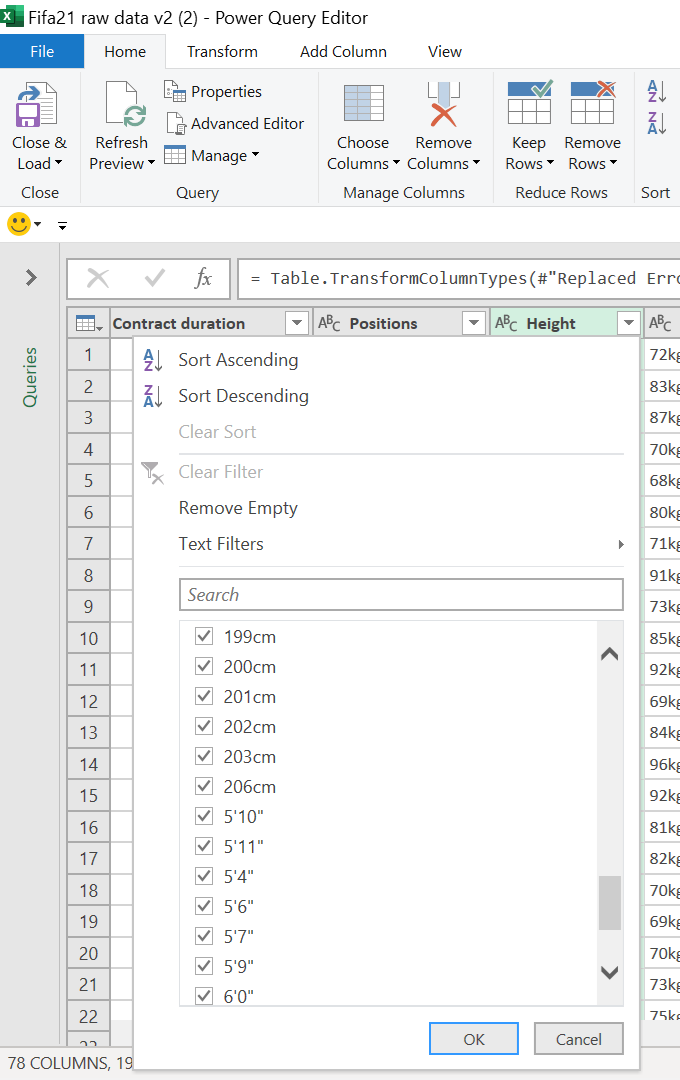 Fifa21 raw data v2 (2) - Power Query Editor
File Home Transform Add Column View
Close & Load
Refresh Preview
Properties
Advanced Editor
Manage
Choose Columns
Remove Columns
Keep Rows
Remove Rows
Close
Query
Manage Columns
Reduce Rows
Sort
fx
= Table.TransformColumnTypes(#"Replaced Erro
Queries
Contract duration
ABC Positions
ABC Height
ABC
1 72kg
2 83kg
3 87kg
4 70kg
5 68kg
6 80kg
7 71kg
8 91kg
9 73kg
10 85kg
11 92kg
12 69kg
13 84kg
14 96kg
15 92kg
16 81kg
17 82kg
18 70kg
19 69kg
20 70kg
21 73kg
22 75kg
23
Sort Ascending
Sort Descending
Clear Sort
Clear Filter
Remove Empty
Text Filters
Search
199cm
200cm
201cm
202cm
203cm
206cm
5'10"
5'11"
5'4"
5'6"
5'7"
5'9"
6'0"
OK Cancel
78 COLUMNS, 19